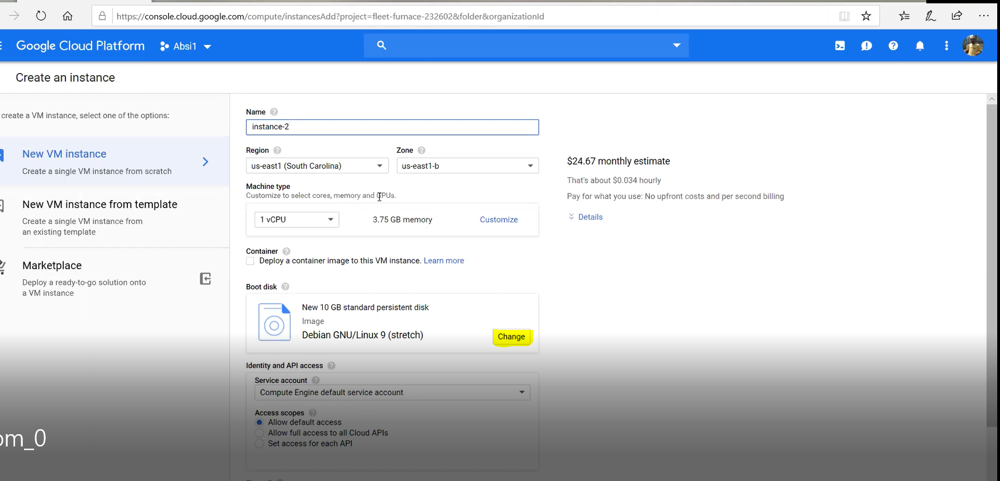 https://console.cloud.google.com/compute/instancesAdd?project=fleet-furnace-232602&folder&organizationId
Google Cloud Platform
Absi1
Create an instance
create a VM instance, select one of the options:
New VM instance
Create a single VM instance from scratch
New VM instance from template
Create a single VM instance from
an existing template
Marketplace
Deploy a ready-to-go solution onto
a VM instance
Name
instance-2
Region
Zone
us-east1 (South Carolina)
us-east1-b
Machine type
Customize to select cores, memory and GPUs.
1 vCPU
3.75 GB memory
Customize
Container
Deploy a container image to this VM instance. Learn more
Boot disk
New 10 GB standard persistent disk
Image
Debian GNU/Linux 9 (stretch)
Change
Identity and API access
Service account
Compute Engine default service account
Access scopes
Allow default access
Allow full access to all Cloud APIs
Set access for each API
$24.67 monthly estimate
That's about $0.034 hourly
Pay for what you use: No upfront costs and per second billing
Details
om_0